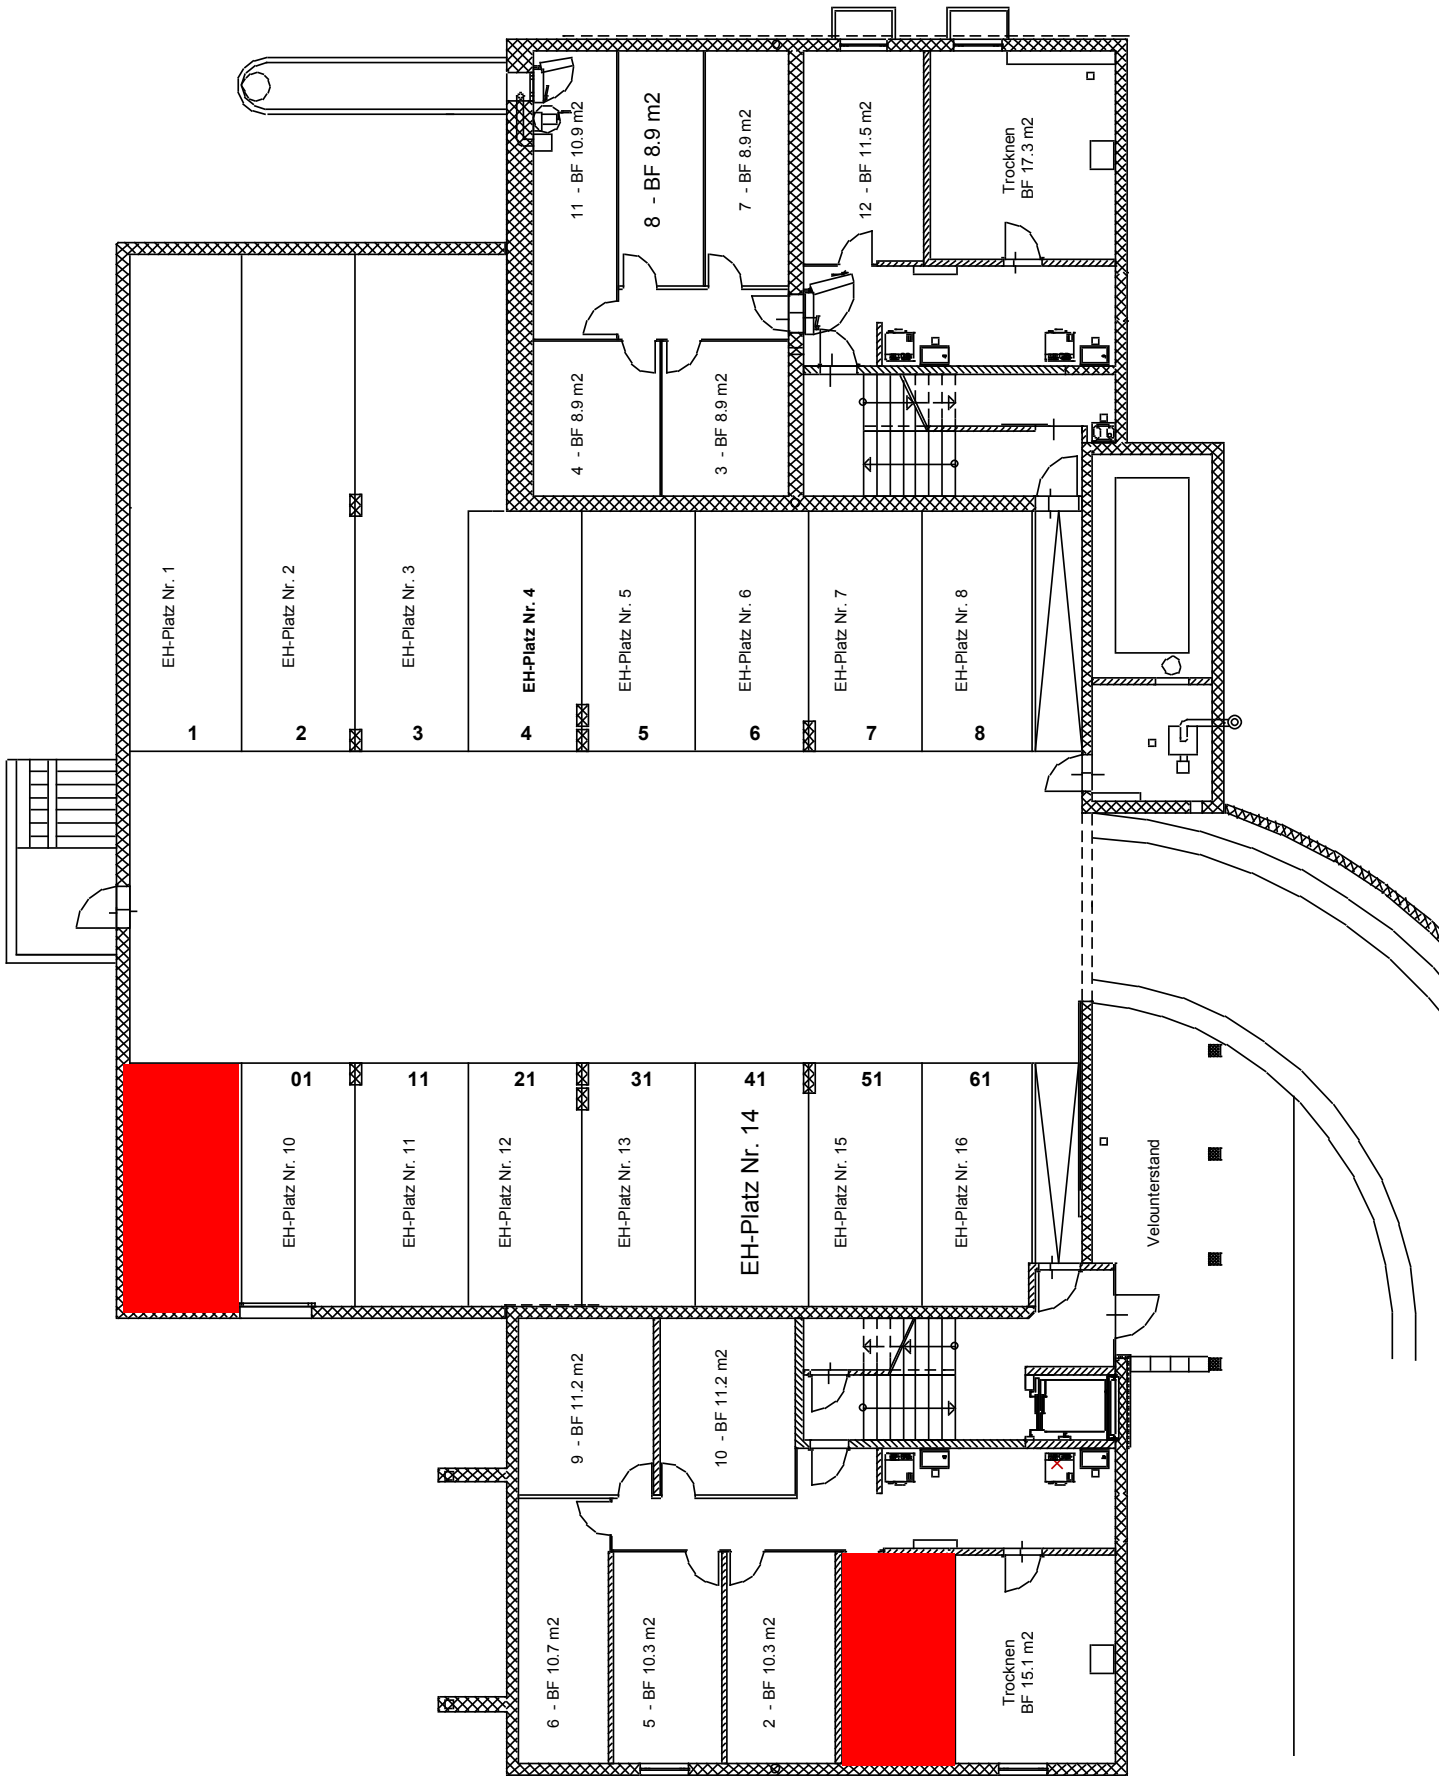 11 - BF 10.9 m2
8 - BF 8.9 m2
7 - BF 8.9 m2
12 - BF 11.5 m2
Trocknen
BF 17.3 m2
4 - BF 8.9 m2
3 - BF 8.9 m2
EH-Platz Nr. 1
EH-Platz Nr. 2
EH-Platz Nr. 3
EH-Platz Nr. 4
EH-Platz Nr. 5
EH-Platz Nr. 6
EH-Platz Nr. 7
EH-Platz Nr. 8
1
2
3
4
5
6
7
8
01
11
21
31
41
51
61
EH-Platz Nr. 10
EH-Platz Nr. 11
EH-Platz Nr. 12
EH-Platz Nr. 13
EH-Platz Nr. 14
EH-Platz Nr. 15
EH-Platz Nr. 16
Velounterstand
9 - BF 11.2 m2
10 - BF 11.2 m2
6 - BF 10.7 m2
5 - BF 10.3 m2
2 - BF 10.3 m2
Trocknen
BF 15.1 m2